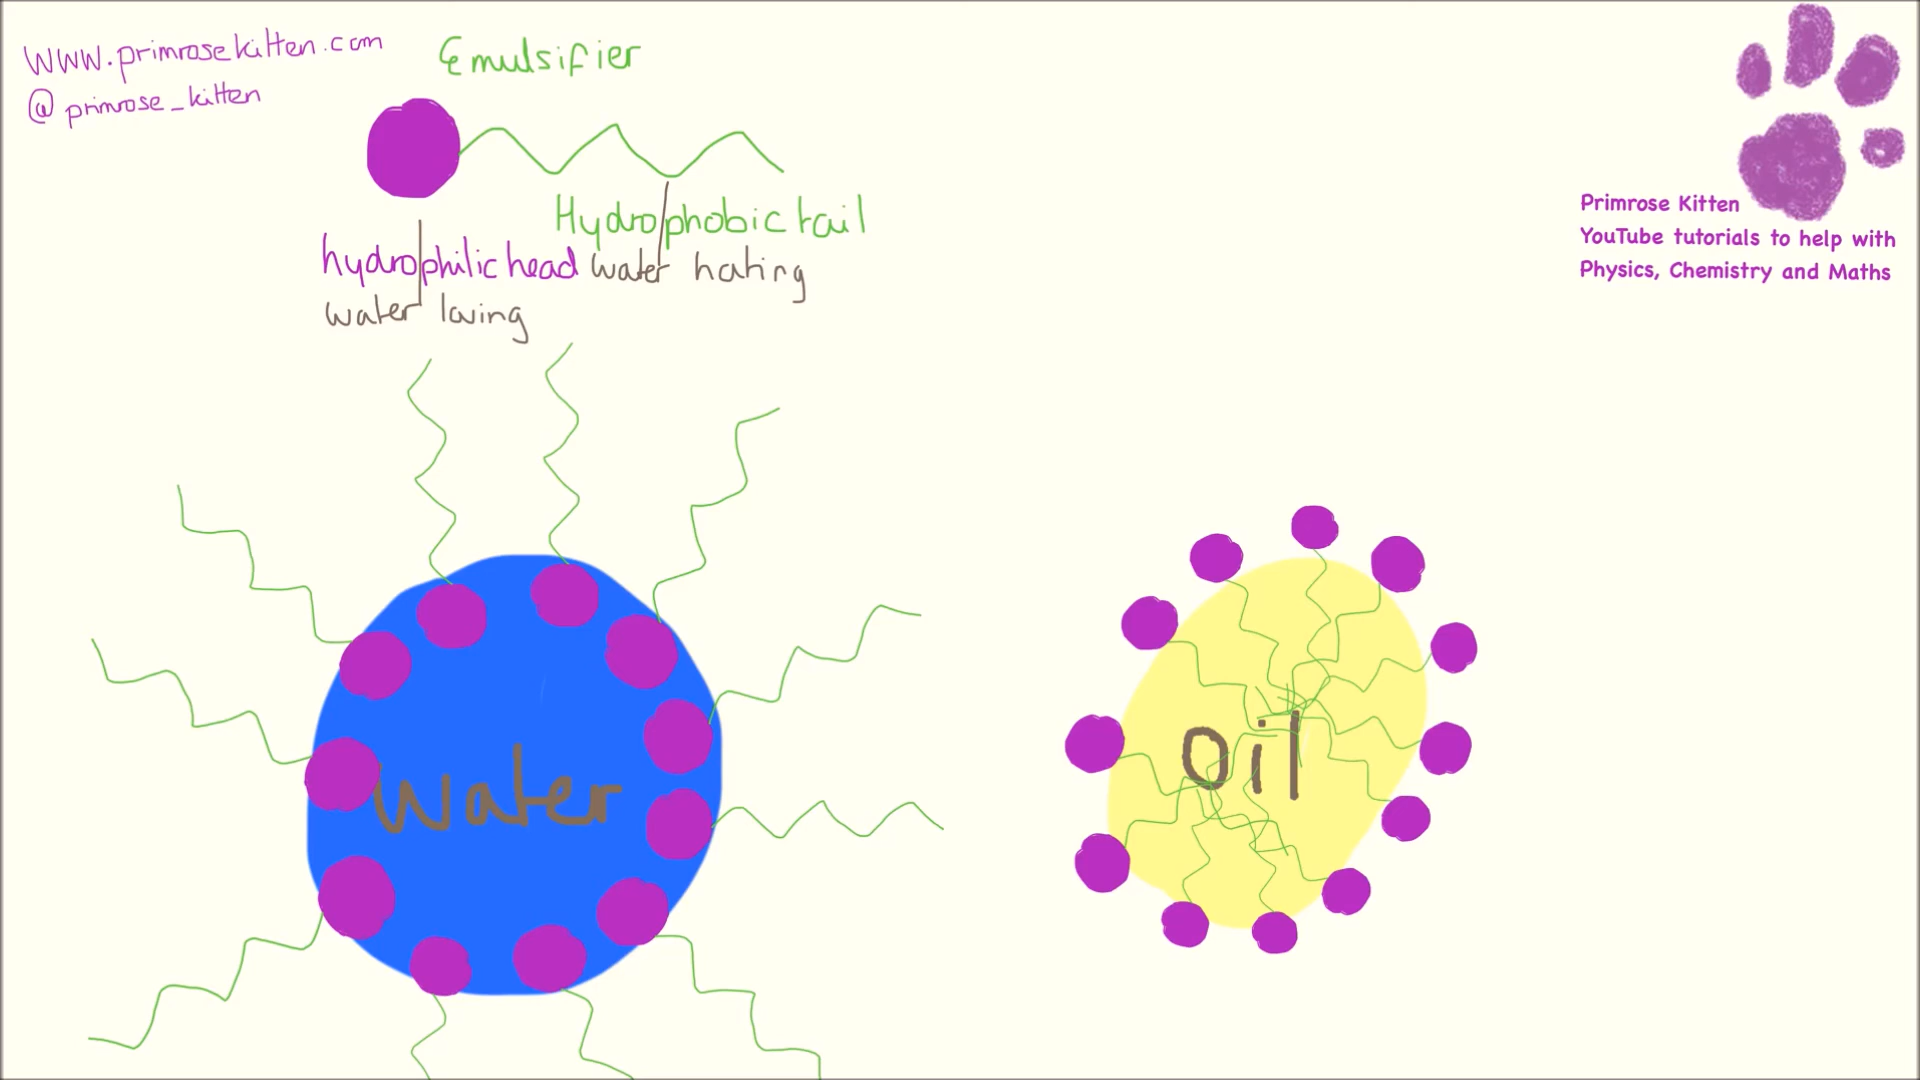 www.primrosekitten.com
@primrose_kitten
Emulsifier
Hydrophobic tail
water hating
hydrophilic head
water loving
Water
Oil
Primrose Kitten
YouTube tutorials to help with
Physics, Chemistry and Maths